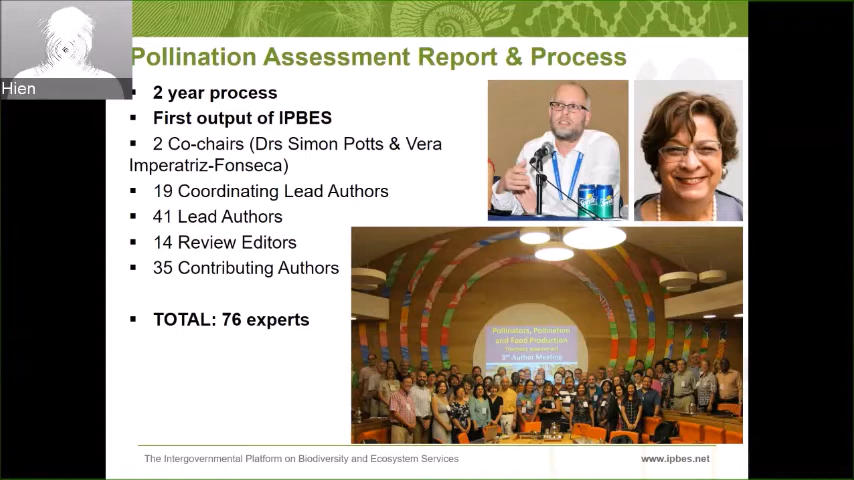 Pollination Assessment Report & Process
Hien
▪ 2 year process
▪ First output of IPBES
▪ 2 Co-chairs (Drs Simon Potts & Vera
Imperatriz-Fonseca)
▪ 19 Coordinating Lead Authors
▪ 41 Lead Authors
▪ 14 Review Editors
▪ 35 Contributing Authors
▪ TOTAL: 76 experts
Pollinators, Pollination
and Food Production
3rd Author Meeting
The Intergovernmental Platform on Biodiversity and Ecosystem Services
www.ipbes.net